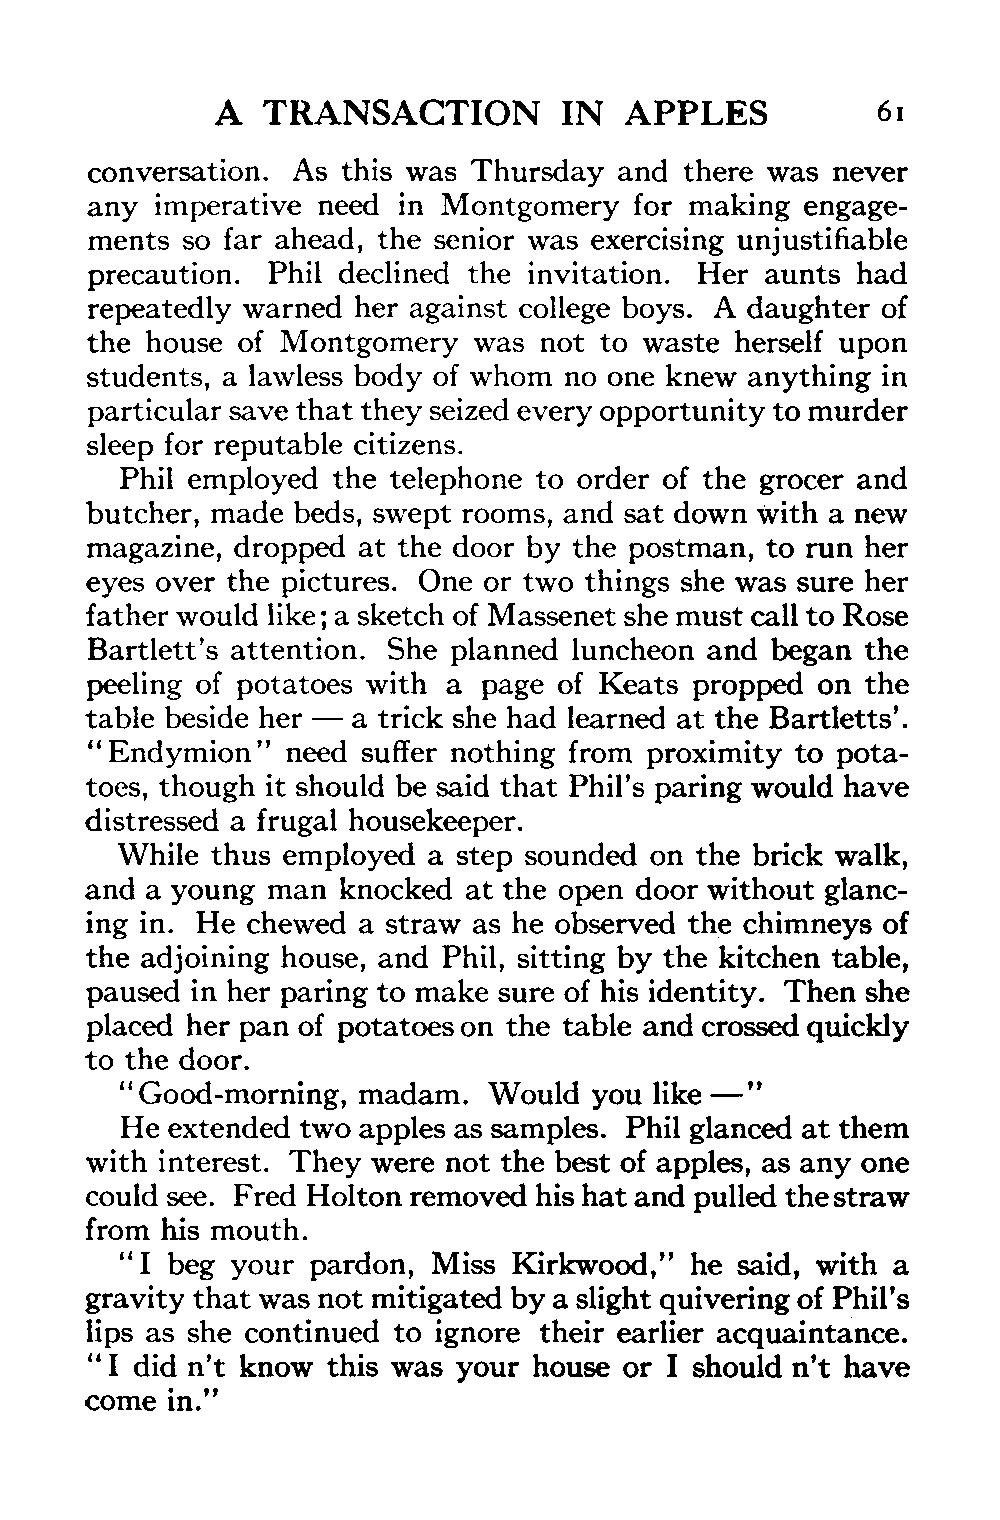 A TRANSACTION IN APPLES 61
conversation. As this was Thursday and there was never
any imperative need in Montgomery for making engage-
ments so far ahead, the senior was exercising unjustifiable
precaution. Phil declined the invitation. Her aunts had
repeatedly warned her against college boys. A daughter of
the house of Montgomery was not to waste herself upon
students, a lawless body of whom no one knew anything in
particular save that they seized every opportunity to murder
sleep for reputable citizens.
Phil employed the telephone to order of the grocer and
butcher, made beds, swept rooms, and sat down with a new
magazine, dropped at the door by the postman, to run her
eyes over the pictures. One or two things she was sure her
father would like; a sketch of Massenet she must call to Rose
Bartlett's attention. She planned luncheon and began the
peeling of potatoes with a page of Keats propped on the
table beside her — a trick she had learned at the Bartletts'.
"Endymion" need suffer nothing from proximity to pota-
toes, though it should be said that Phil's paring would have
distressed a frugal housekeeper.
While thus employed a step sounded on the brick walk,
and a young man knocked at the open door without glanc-
ing in. He chewed a straw as he observed the chimneys of
the adjoining house, and Phil, sitting by the kitchen table,
paused in her paring to make sure of his identity. Then she
placed her pan of potatoes on the table and crossed quickly
to the door.
"Good-morning, madam. Would you like —"
He extended two apples as samples. Phil glanced at them
with interest. They were not the best of apples, as any one
could see. Fred Holton removed his hat and pulled the straw
from his mouth.
"I beg your pardon, Miss Kirkwood," he said, with a
gravity that was not mitigated by a slight quivering of Phil's
lips as she continued to ignore their earlier acquaintance.
"I did n't know this was your house or I should n't have
come in."